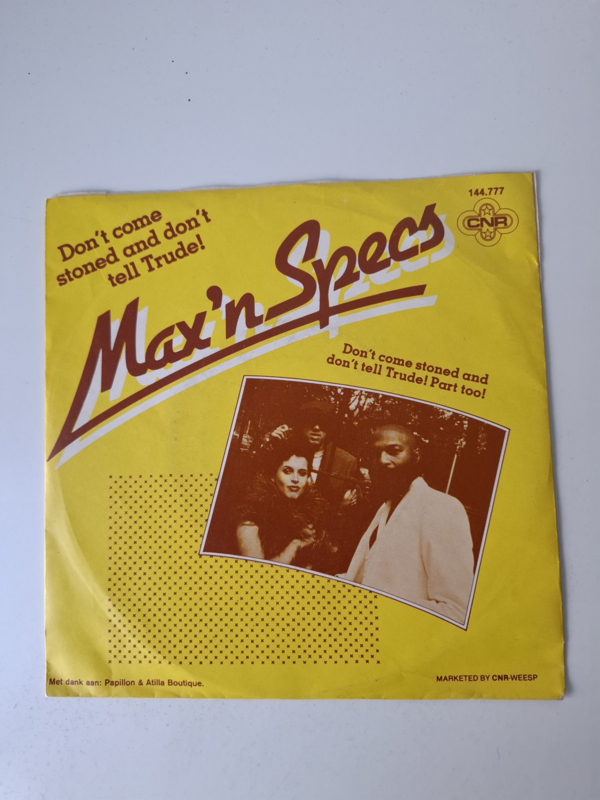 144.777
CNR
Don't come
stoned and don't
tell Trude!
Max'n Specs
Don't come stoned and
don't tell Trude! Part too!
Met dank aan: Papillon & Atilla Boutique.
MARKETED BY CNR-WEESP